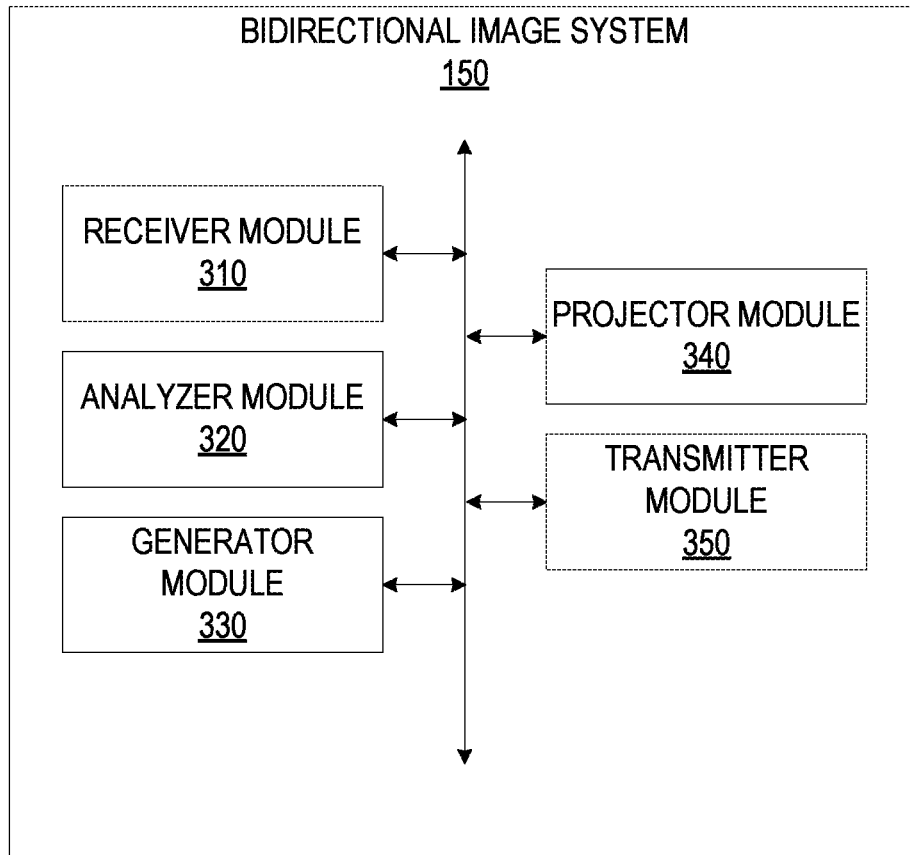 BIDIRECTIONAL IMAGE SYSTEM
150
RECEIVER MODULE
310
ANALYZER MODULE
320
GENERATOR
MODULE
330
PROJECTOR MODULE
340
TRANSMITTER
MODULE
350